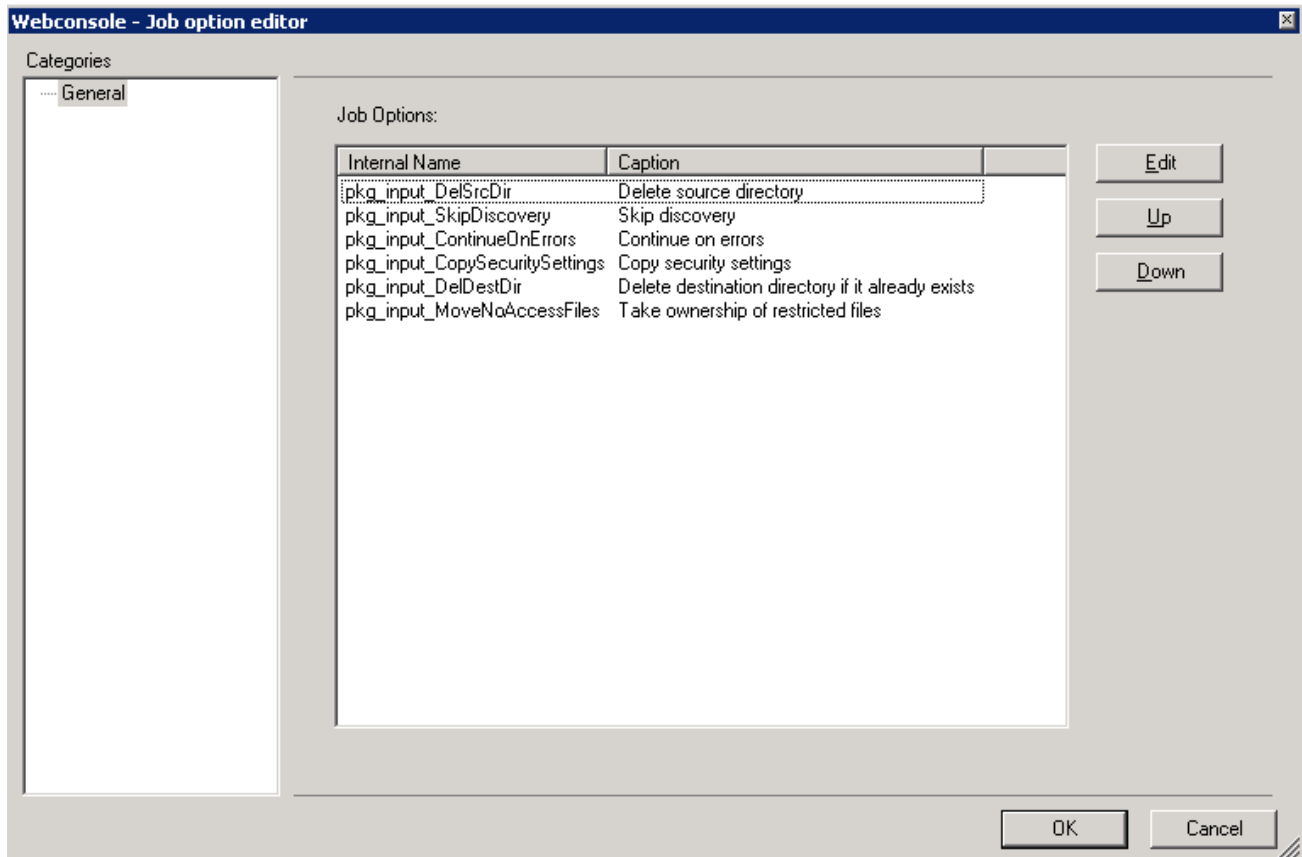 Webconsole - Job option editor
Categories
General
Job Options:
Internal Name Caption
pkg_input_DelSrcDir Delete source directory
pkg_input_SkipDiscovery Skip discovery
pkg_input_ContinueOnErrors Continue on errors
pkg_input_CopySecuritySettings Copy security settings
pkg_input_DelDestDir Delete destination directory if it already exists
pkg_input_MoveNoAccessFiles Take ownership of restricted files
Edit
Up
Down
OK Cancel